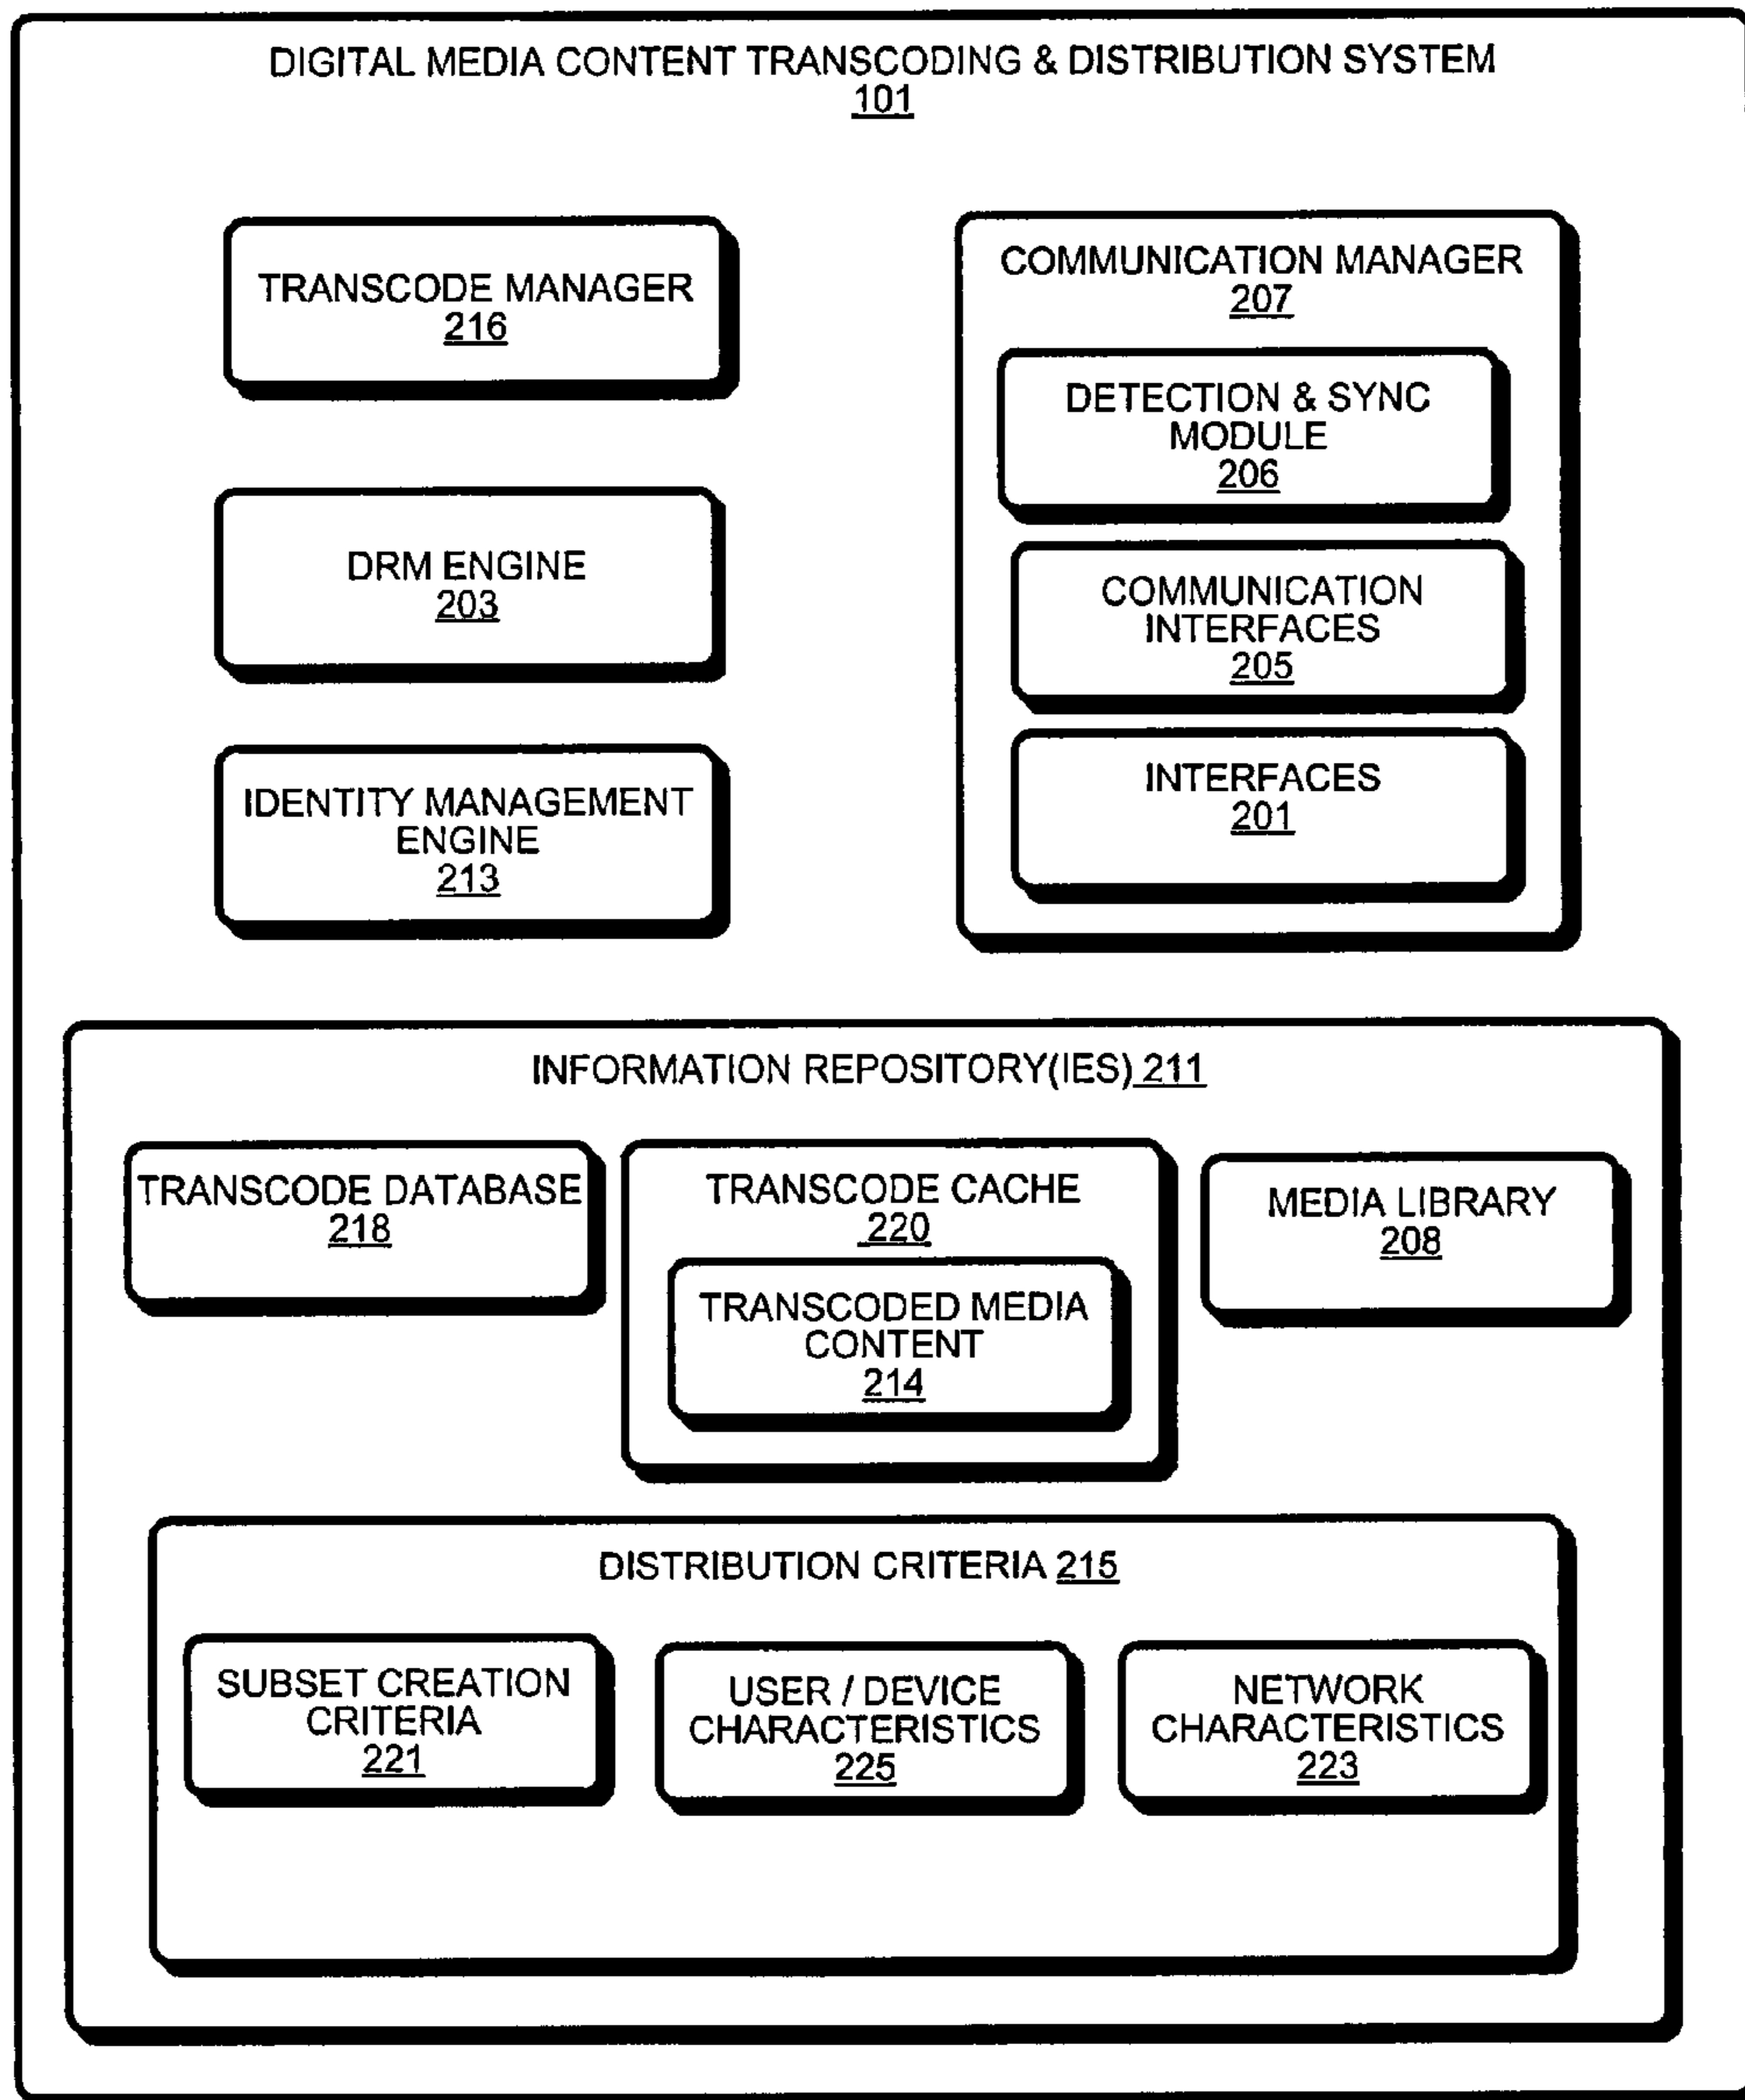 DIGITAL MEDIA CONTENT TRANSCODING & DISTRIBUTION SYSTEM
101
TRANSCODE MANAGER
216
DRM ENGINE
203
IDENTITY MANAGEMENT
ENGINE
213
COMMUNICATION MANAGER
207
DETECTION & SYNC
MODULE
206
COMMUNICATION
INTERFACES
205
INTERFACES
201
INFORMATION REPOSITORY(IES) 211
TRANSCODE DATABASE
218
TRANSCODE CACHE
220
TRANSCODED MEDIA
CONTENT
214
MEDIA LIBRARY
208
DISTRIBUTION CRITERIA 215
SUBSET CREATION
CRITERIA
221
USER / DEVICE
CHARACTERISTICS
225
NETWORK
CHARACTERISTICS
223